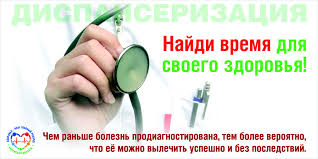 ДИСПАНСЕРИЗАЦИЯ
Найди время для
своего здоровья!
Чем раньше болезнь продиагностирована, тем более вероятно,
что её можно вылечить успешно и без последствий.